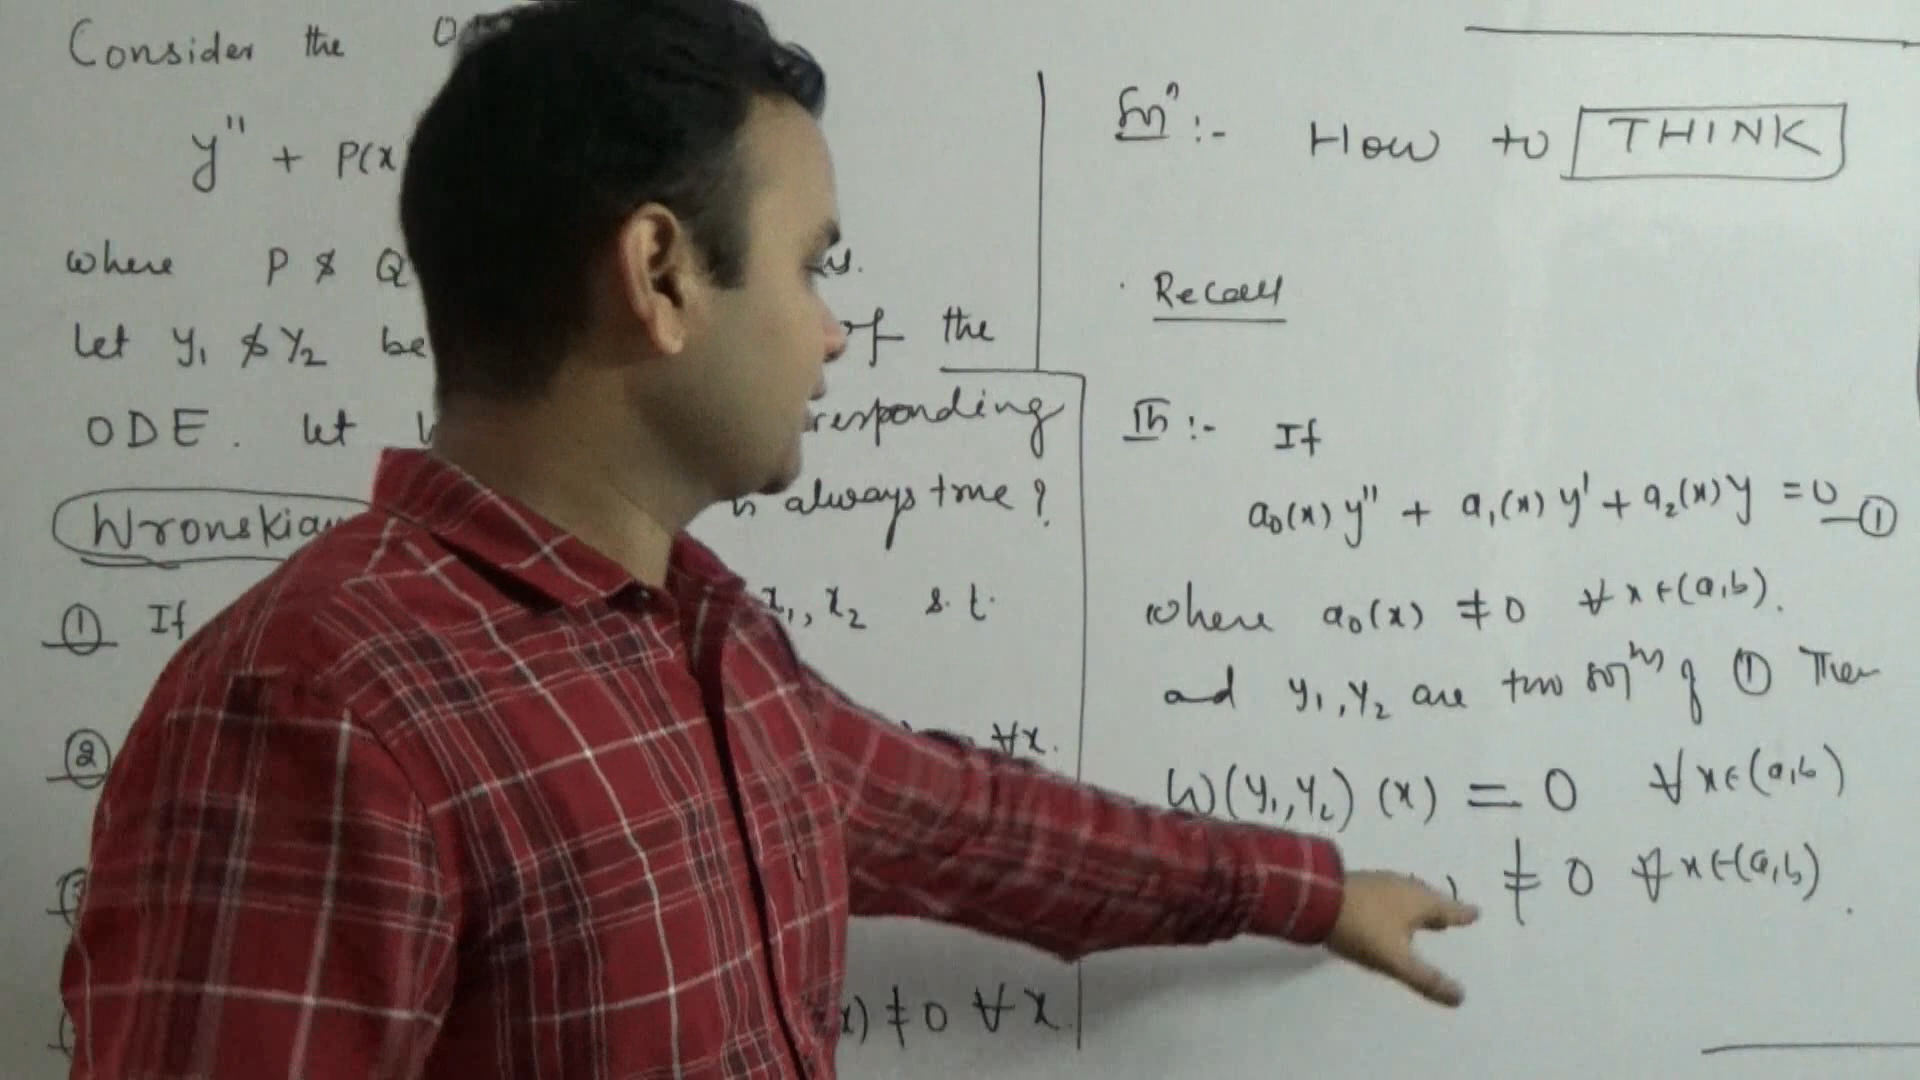 Consider the
y" + P(x
where P & Q
Let y₁ & y₂ be of the
ODE. Let responding
Wronskian is always true ?
① If x₁, x₂ s.t.
② ∀x.
x) ≠ 0 ∀ x
Solⁿ :- How to THINK
Recall
Th :- If
a₀(x) y" + a₁(x) y' + a₂(x) y = 0 — ①
where a₀(x) ≠ 0 ∀ x ∈ (a,b).
and y₁, y₂ are two solⁿˢ of ① Then
W(y₁, y₂) (x) = 0 ∀ x ∈ (a,b)
≠ 0 ∀ x ∈ (a,b).